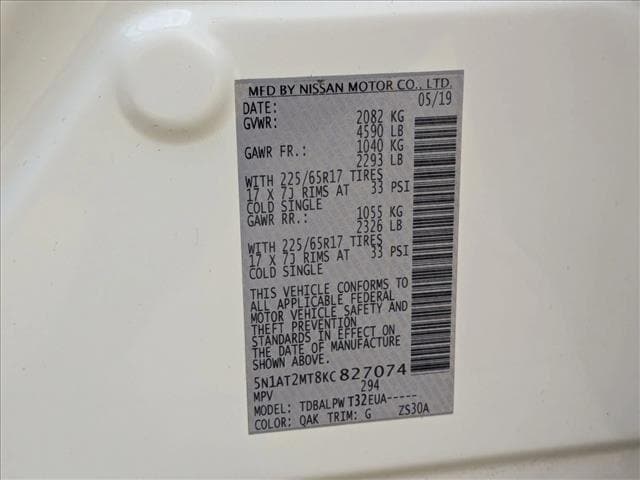 MFD BY NISSAN MOTOR CO., LTD.
DATE: 05/19
GVWR: 2082 KG
4590 LB
GAWR FR.: 1040 KG
2293 LB
WITH 225/65R17 TIRES
17 X 7J RIMS AT 33 PSI
COLD SINGLE
GAWR RR.: 1055 KG
2326 LB
WITH 225/65R17 TIRES
17 X 7J RIMS AT 33 PSI
COLD SINGLE
THIS VEHICLE CONFORMS TO
ALL APPLICABLE FEDERAL
MOTOR VEHICLE SAFETY AND
THEFT PREVENTION
STANDARDS IN EFFECT ON
THE DATE OF MANUFACTURE
SHOWN ABOVE.
5N1AT2MT8KC827074
MPV 294
MODEL: TDBALPW T32EUA-----
COLOR: QAK TRIM: G ZS30A